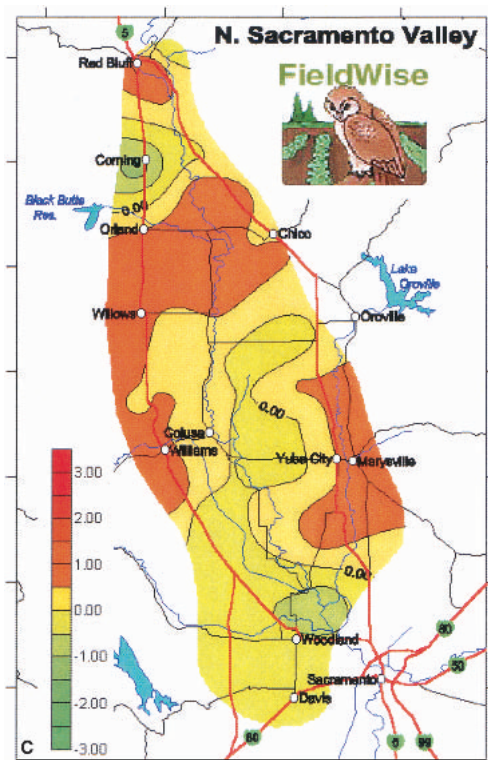 5
N. Sacramento Valley
Red Bluff
FieldWise
Corning
0.00
Black Butte
Res.
Orland
Chico
Lake
Oroville
Willows
Oroville
0.00
Colusa
Williams
Yuba City
Marysville
3.00
2.00
1.00
0.00
-1.00
-2.00
-3.00
0.00
Woodland
Sacramento
Davis
80
50
80
5
99
C